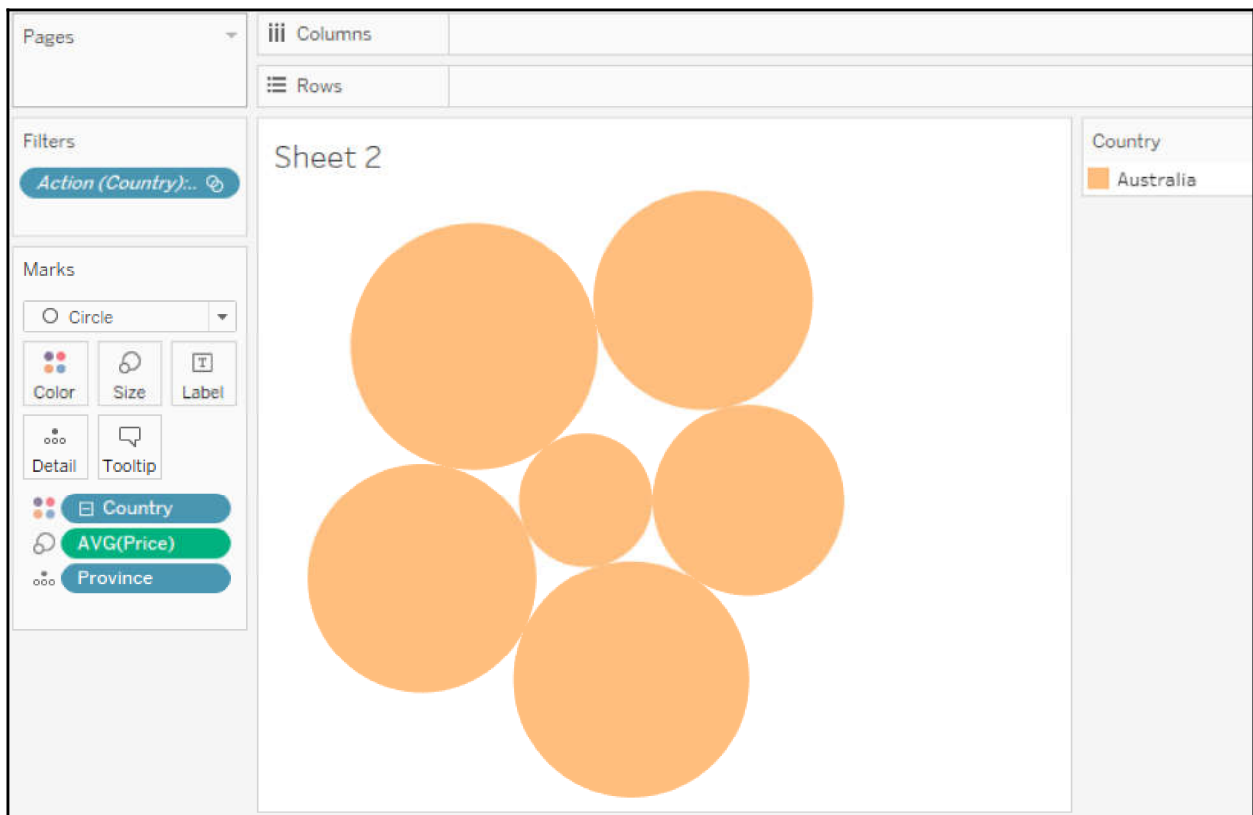 Pages
Columns
Rows
Filters
Action (Country):..
Sheet 2
Country
Australia
Marks
Circle
Color Size Label
T
Detail Tooltip
Country
AVG(Price)
Province